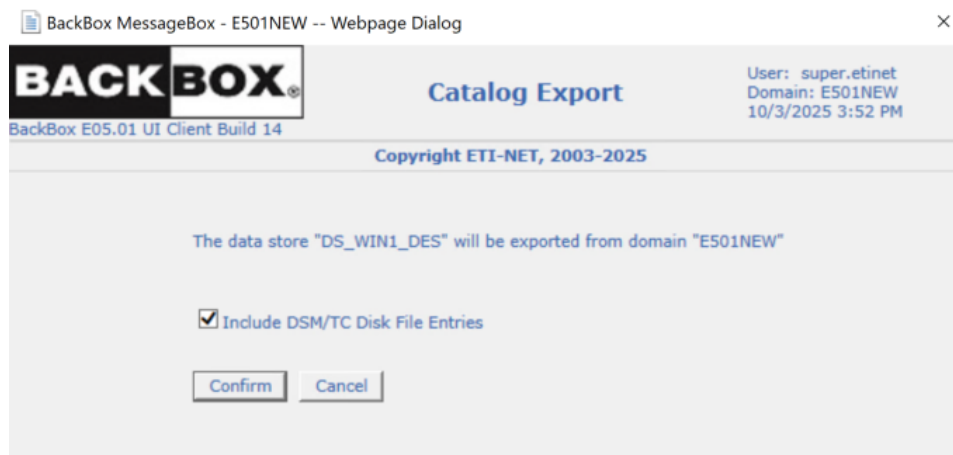 BackBox MessageBox - E501NEW -- Webpage Dialog
BACKBOX®
BackBox E05.01 UI Client Build 14
Catalog Export
User: super.etinet
Domain: E501NEW
10/3/2025 3:52 PM
Copyright ETI-NET, 2003-2025
The data store "DS_WIN1_DES" will be exported from domain "E501NEW"
Include DSM/TC Disk File Entries
Confirm Cancel